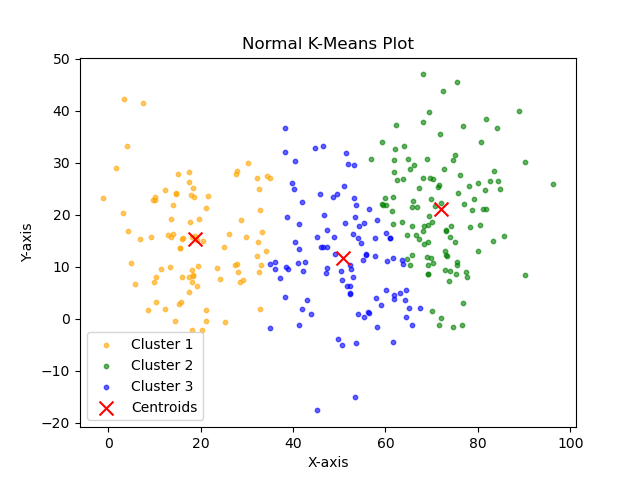 Normal K-Means Plot
Y-axis
50
40
30
20
10
0
−10
−20
Cluster 1
Cluster 2
Cluster 3
Centroids
0 20 40 60 80 100
X-axis